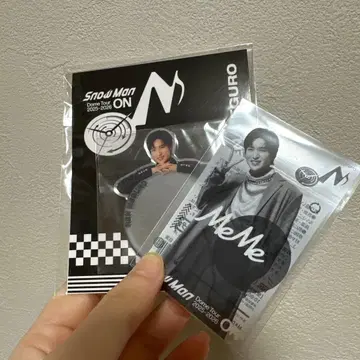 Snow Man
Dome Tour
2025-2026 ON
GURO
MeMe
Snow Man
Dome Tour
2025-2026
ON